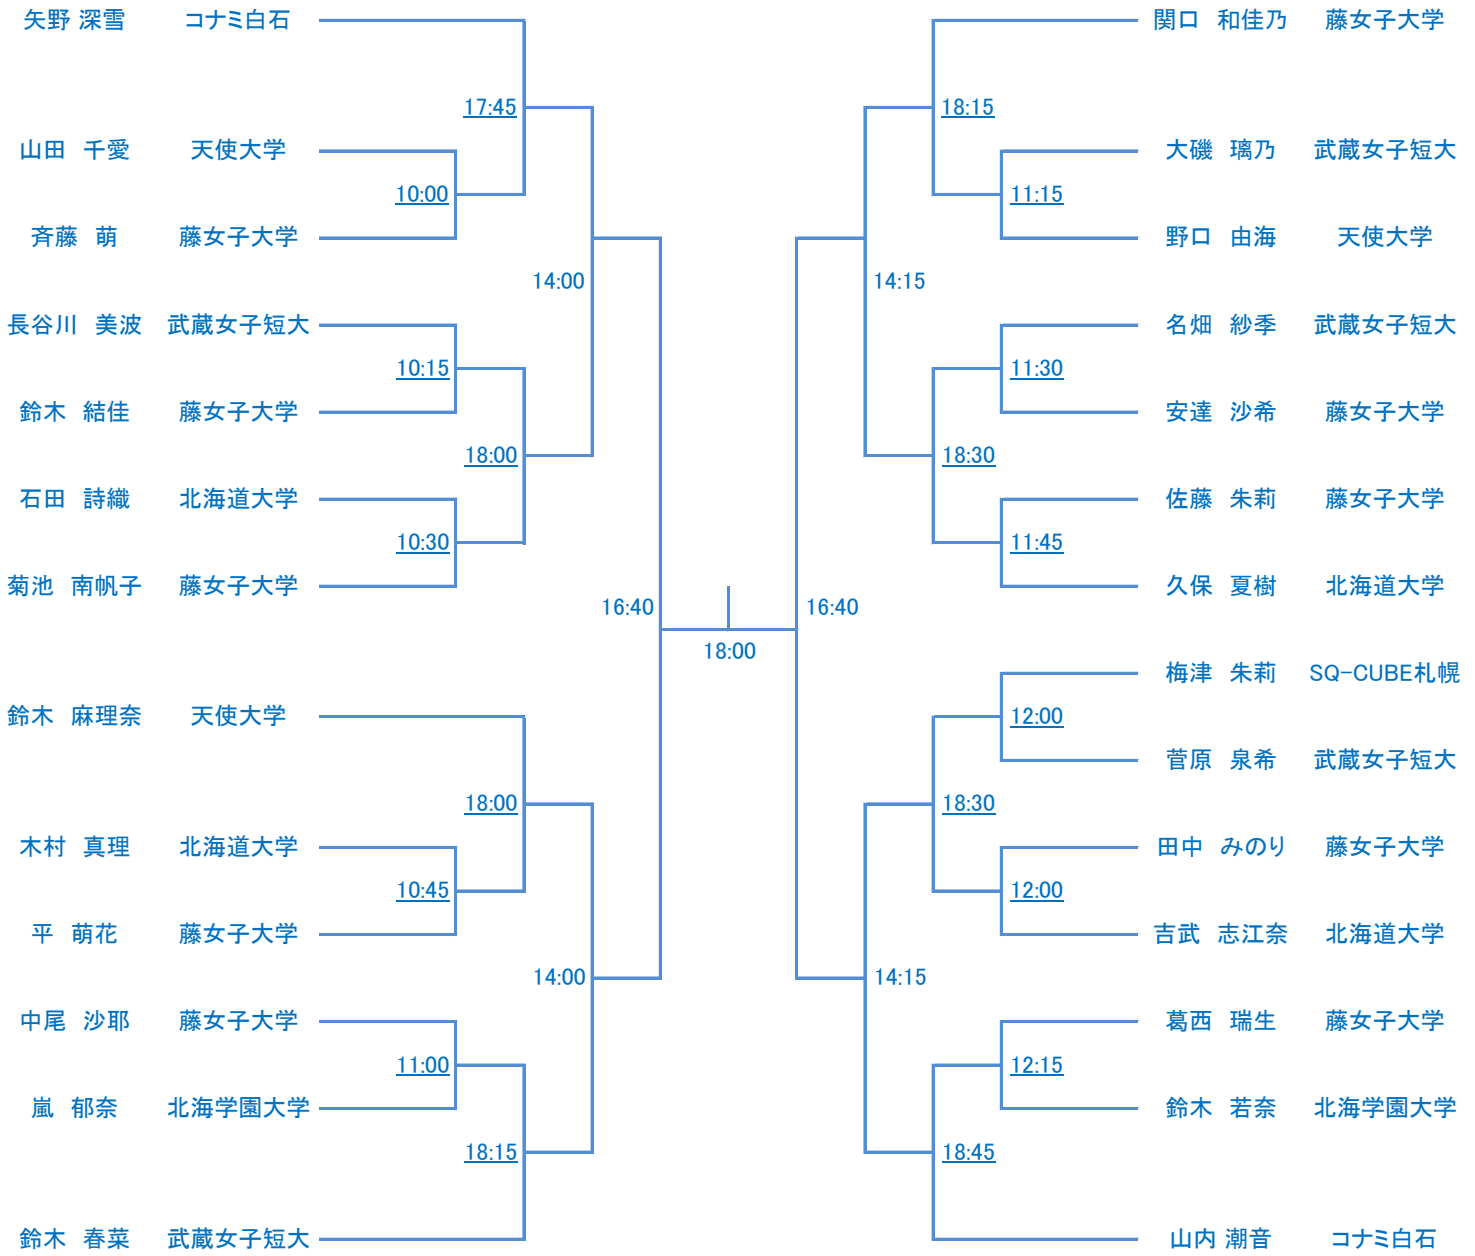 矢野 深雪 コナミ白石 関口 和佳乃 藤女子大学
17:45 18:15
山田 千愛 天使大学 大磯 璃乃 武蔵女子短大
10:00 11:15
斉藤 萌 藤女子大学 野口 由海 天使大学
14:00 14:15
長谷川 美波 武蔵女子短大 名畑 紗季 武蔵女子短大
10:15 11:30
鈴木 結佳 藤女子大学 安達 沙希 藤女子大学
18:00 18:30
石田 詩織 北海道大学 佐藤 朱莉 藤女子大学
10:30 11:45
菊池 南帆子 藤女子大学 久保 夏樹 北海道大学
16:40 16:40
18:00
梅津 朱莉 SQ-CUBE札幌
鈴木 麻理奈 天使大学 12:00
菅原 泉希 武蔵女子短大
18:00 18:30
木村 真理 北海道大学 田中 みのり 藤女子大学
10:45 12:00
平 萌花 藤女子大学 吉武 志江奈 北海道大学
14:00 14:15
中尾 沙耶 藤女子大学 葛西 瑞生 藤女子大学
11:00 12:15
嵐 郁奈 北海学園大学 鈴木 若奈 北海学園大学
18:15 18:45
鈴木 春菜 武蔵女子短大 山内 潮音 コナミ白石